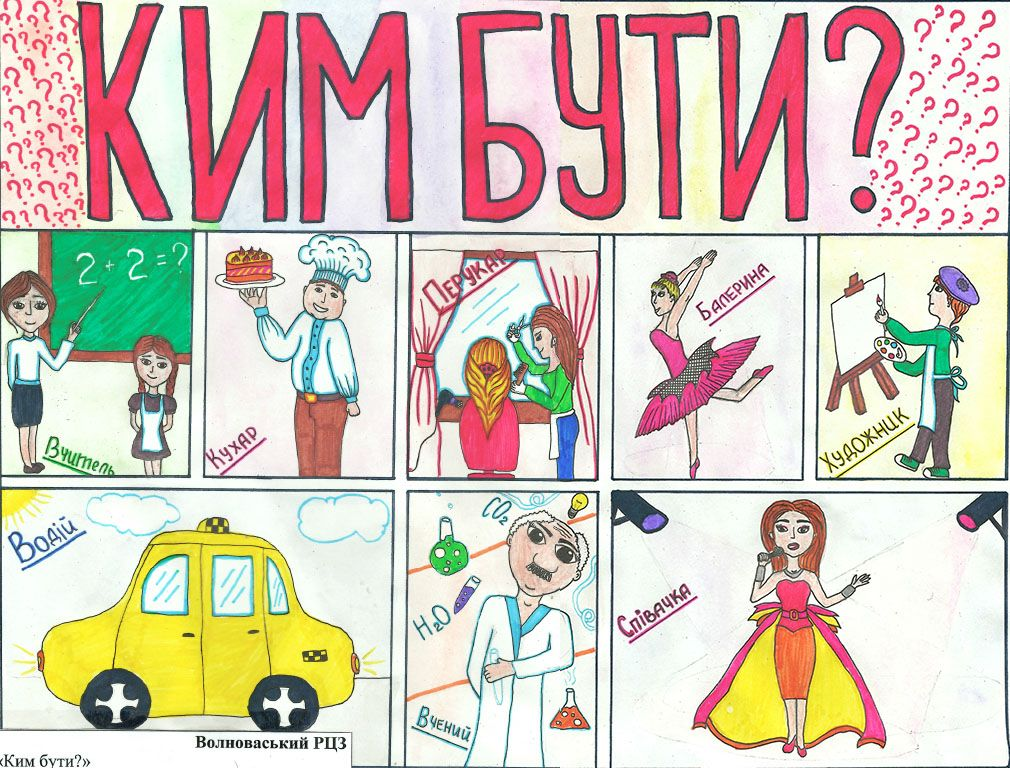 КИМ БУТИ?
2 + 2 = ?
Вчитель
Кухар
Перукар
Балерина
Художник
Водій
CO₂
H₂O
Вчений
Співачка
Волноваський РЦЗ
«Ким бути?»